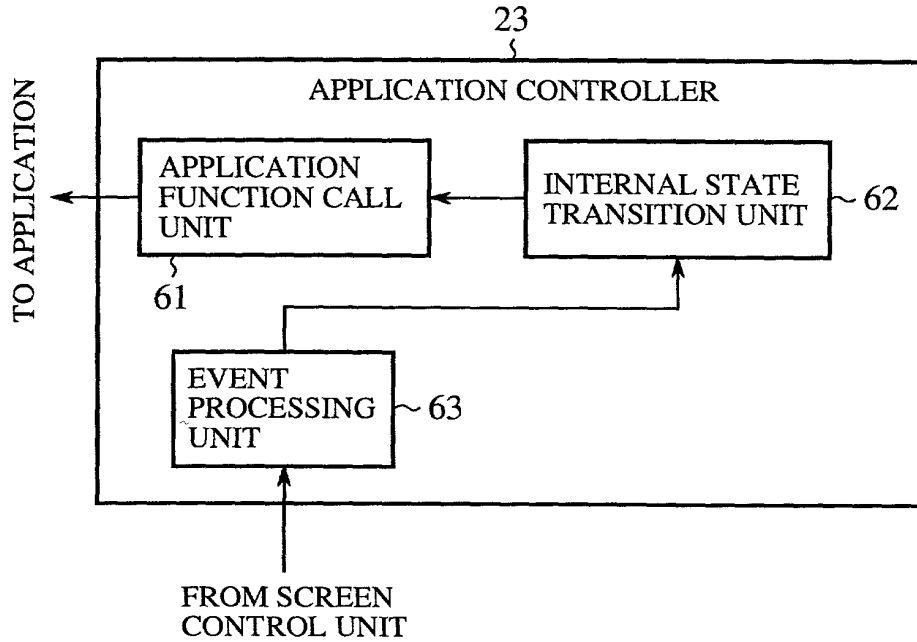 23
APPLICATION CONTROLLER
TO APPLICATION
APPLICATION
FUNCTION CALL
UNIT
61
INTERNAL STATE
TRANSITION UNIT
62
EVENT
PROCESSING
UNIT
63
FROM SCREEN
CONTROL UNIT